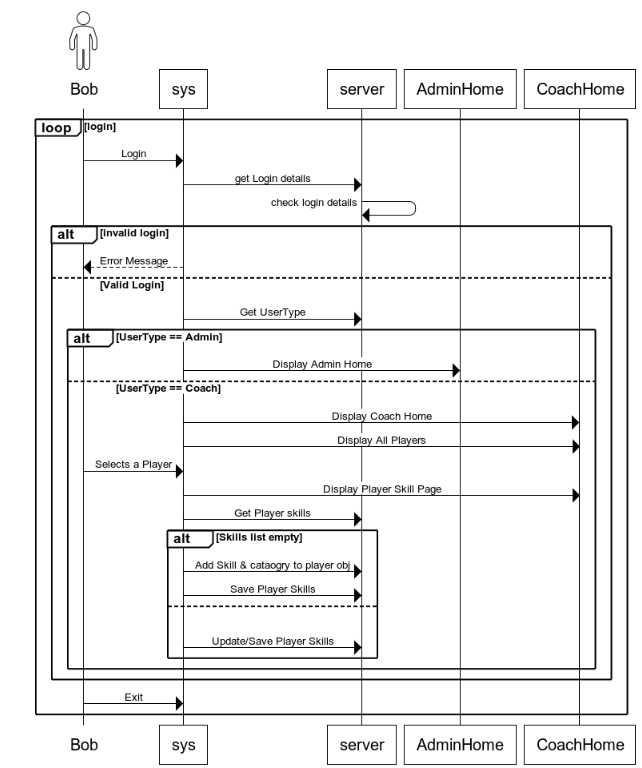 Bob sys server AdminHome CoachHome
loop [login]
Login
get Login details
check login details
alt [Invalid login]
Error Message
[Valid Login]
Get UserType
alt [UserType == Admin]
Display Admin Home
[UserType == Coach]
Display Coach Home
Display All Players
Selects a Player
Display Player Skill Page
Get Player skills
alt [Skills list empty]
Add Skill & cataogry to player obj
Save Player Skills
Update/Save Player Skills
Exit
Bob sys server AdminHome CoachHome